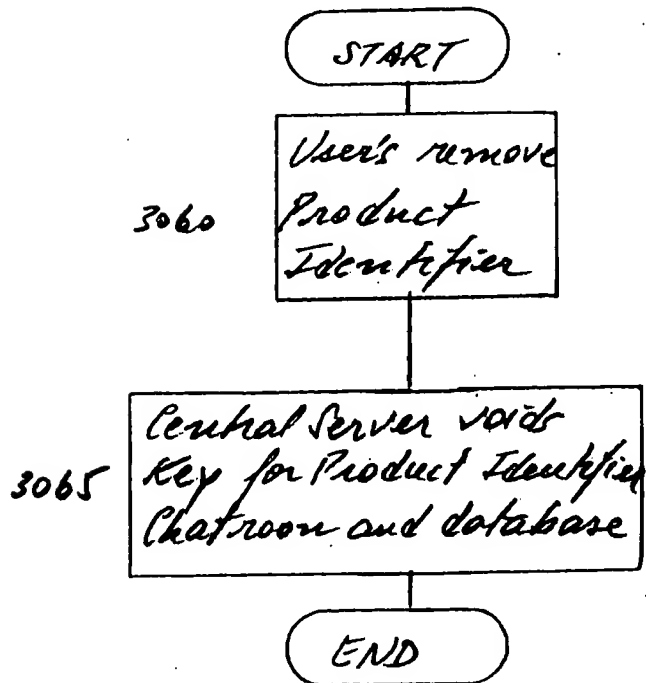 START
User's remove
3060 Product
Identifier
Central Server voids
3065 Key for Product Identifier
Chatroom and database
END